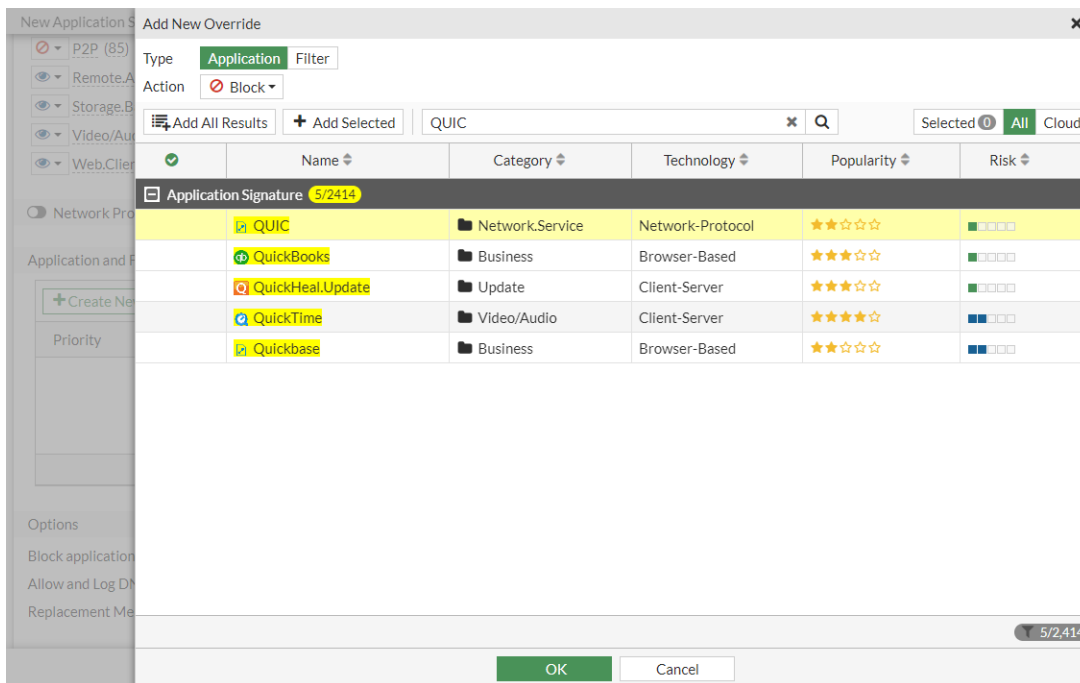 New Application S
Add New Override
P2P (85)
Type Application Filter
Remote.A
Action Block
Storage.B
Add All Results Add Selected QUIC Selected 0 All Cloud
Video/Aud
Web.Clien
Name Category Technology Popularity Risk
Application Signature 5/2414
Network Pro
QUIC Network.Service Network-Protocol
QuickBooks Business Browser-Based
Application and F
QuickHeal.Update Update Client-Server
Create Ne
QuickTime Video/Audio Client-Server
Priority
Quickbase Business Browser-Based
Options
Block application
Allow and Log DN
Replacement Me
5/2,414
OK Cancel